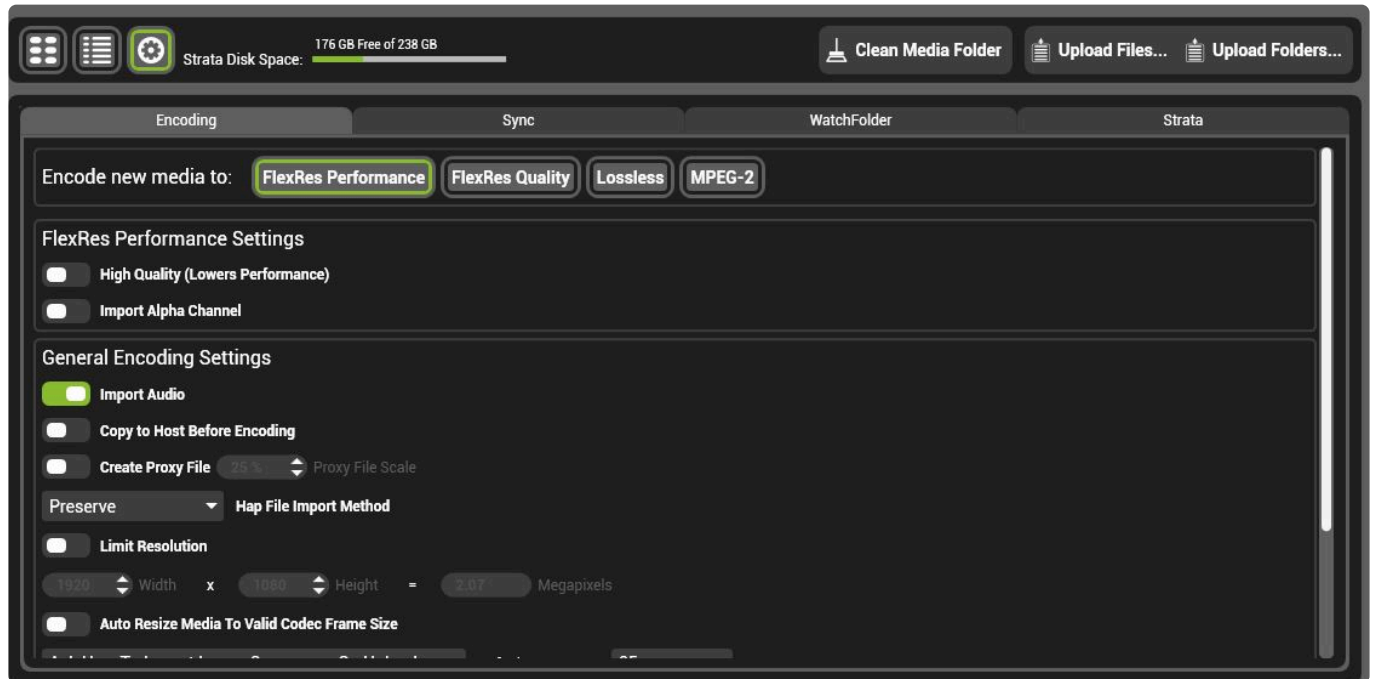 176 GB Free of 238 GB
Strata Disk Space:
Clean Media Folder
Upload Files...
Upload Folders...
Encoding
Sync
WatchFolder
Strata
Encode new media to:
FlexRes Performance
FlexRes Quality
Lossless
MPEG-2
FlexRes Performance Settings
High Quality (Lowers Performance)
Import Alpha Channel
General Encoding Settings
Import Audio
Copy to Host Before Encoding
Create Proxy File 25 % Proxy File Scale
Preserve Hap File Import Method
Limit Resolution
1920 Width x 1080 Height = 2.07 Megapixels
Auto Resize Media To Valid Codec Frame Size